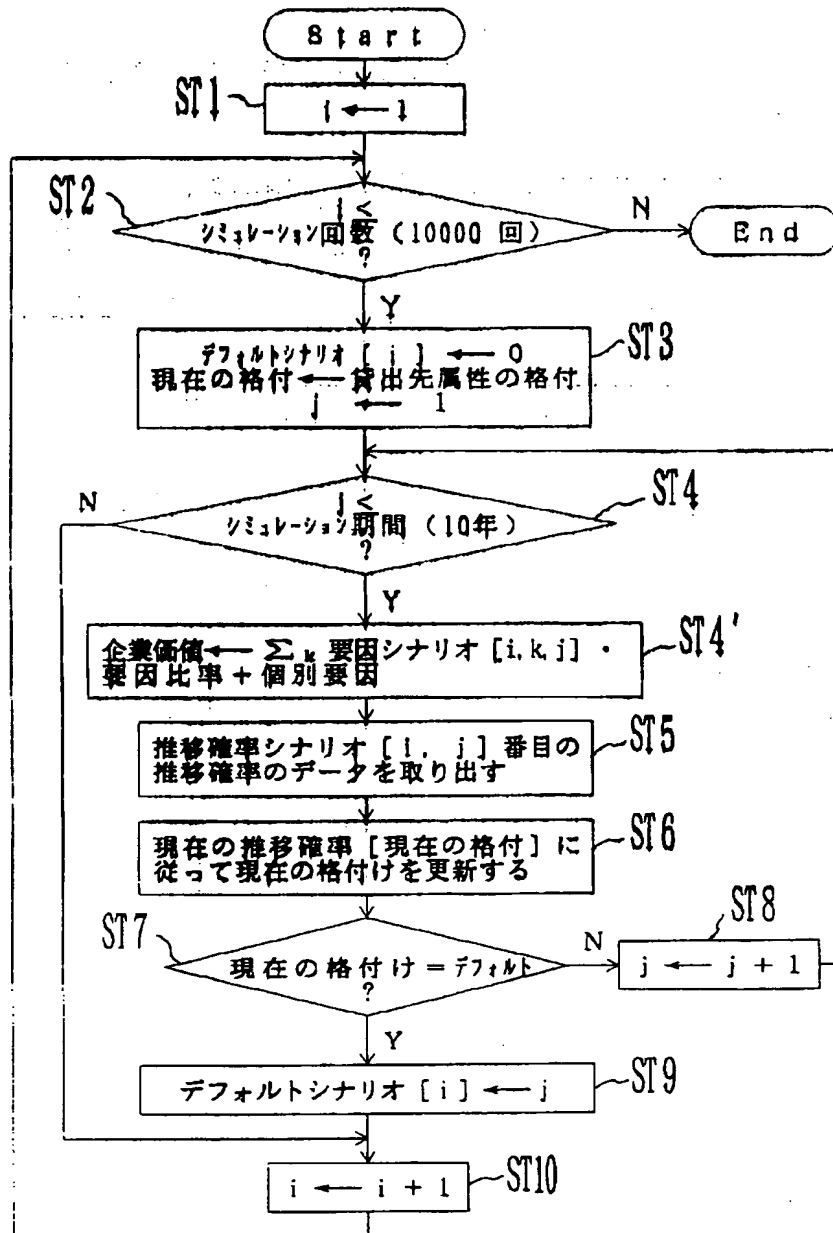 Start
ST1
i ← 1
ST2
i ≤
シミュレーション回数（10000 回）
?
N
End
Y
ST3
デフォルトシナリオ [ i ] ← 0
現在の格付 ← 貸出先属性の格付
j ← 1
N
ST4
j ≤
シミュレーション期間（10年）
?
Y
ST4'
企業価値 ← Σk 要因シナリオ [i, k, j] ・
要因比率 + 個別要因
ST5
推移確率シナリオ [i, j] 番目の
推移確率のデータを取り出す
ST6
現在の推移確率 [現在の格付] に
従って現在の格付けを更新する
ST7
現在の格付け = デフォルト
?
N
ST8
j ← j + 1
Y
ST9
デフォルトシナリオ [ i ] ← j
ST10
i ← i + 1